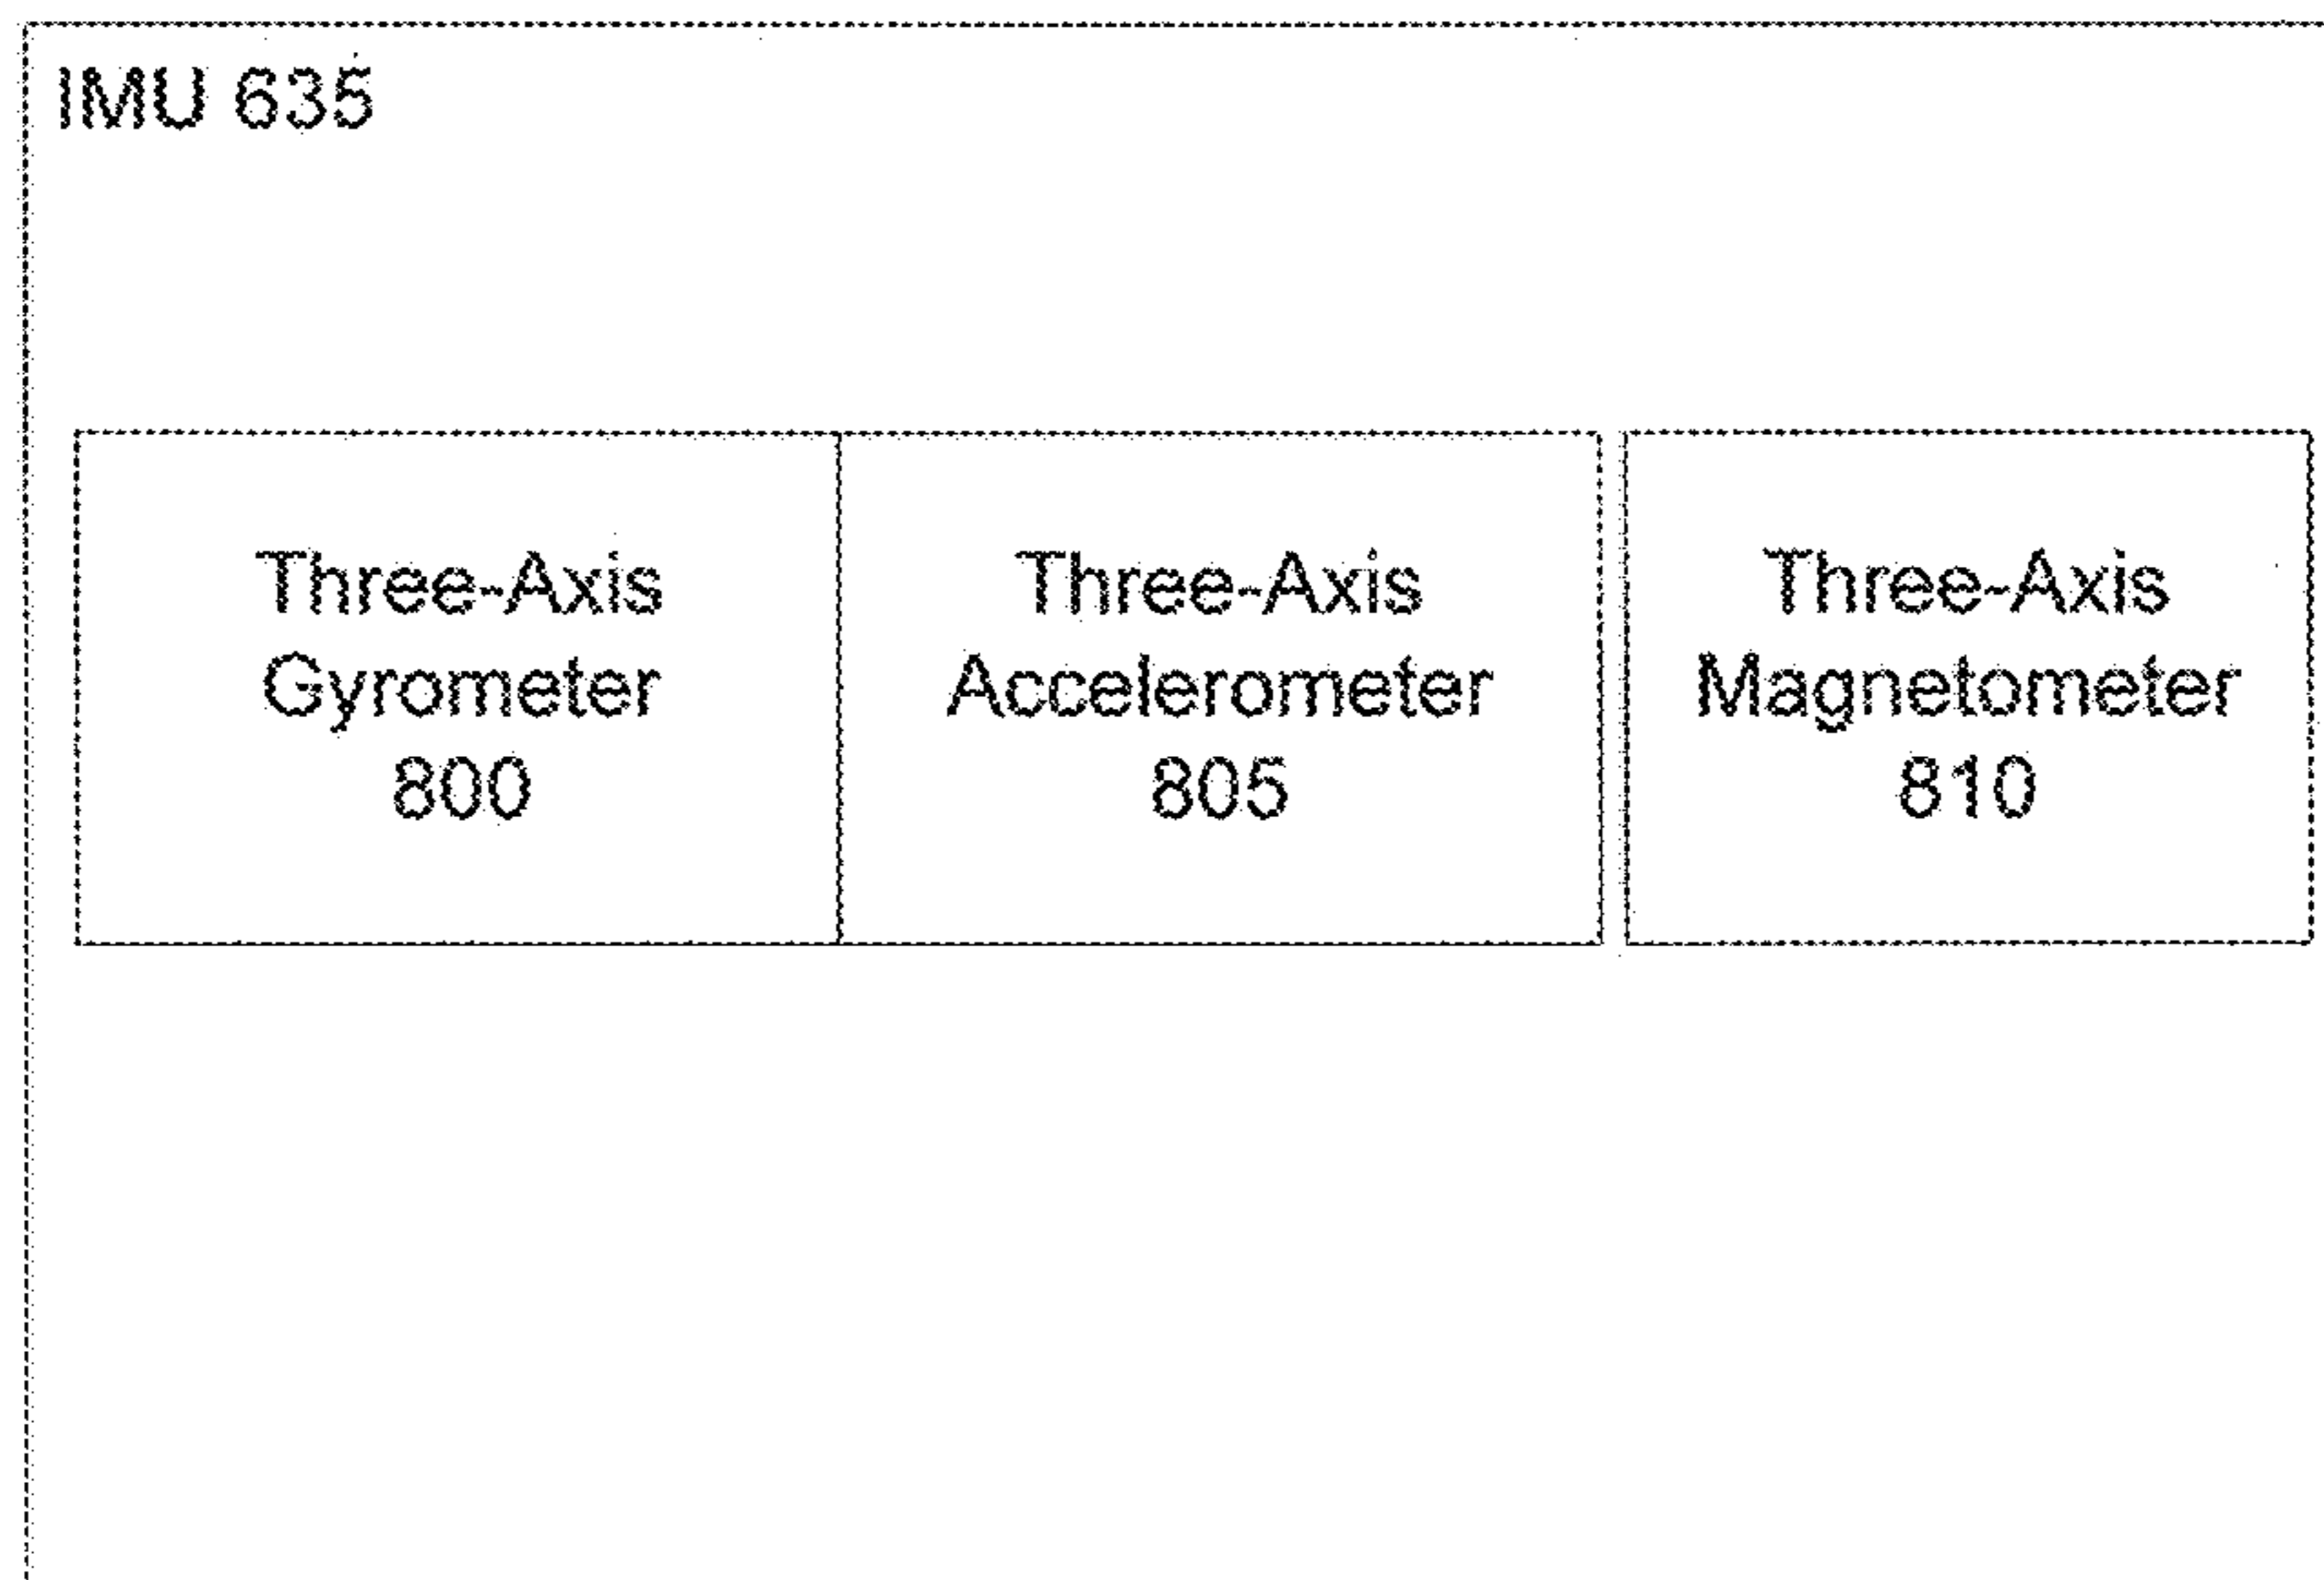 IMU 635
Three-Axis
Gyrometer
800
Three-Axis
Accelerometer
805
Three-Axis
Magnetometer
810